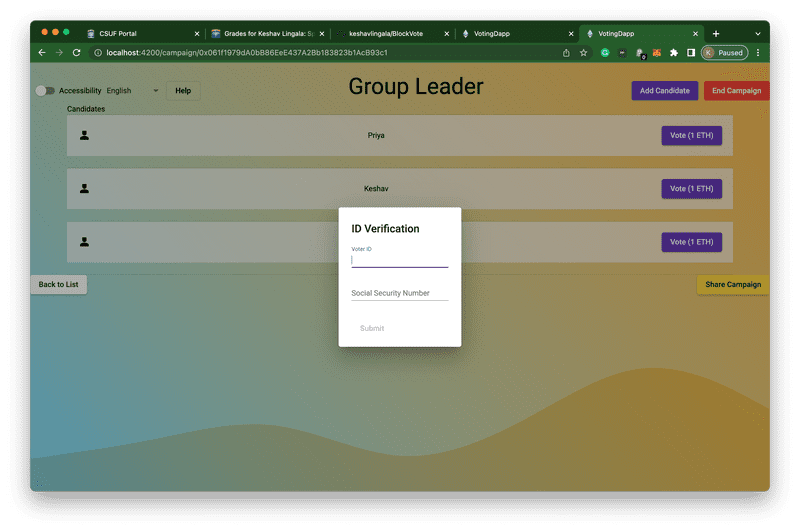 CSUF Portal
Grades for Keshav Lingala: Sp
keshavlingala/BlockVote
VotingDapp
VotingDapp
localhost:4200/campaign/0x061f1979dA0bB86EeE437A2Bb183823b1AcB93c1
Paused
Accessibility English Help
Group Leader
Add Candidate End Campaign
Candidates
Priya Vote (1 ETH)
Keshav Vote (1 ETH)
Vote (1 ETH)
ID Verification
Voter ID
Social Security Number
Submit
Back to List
Share Campaign